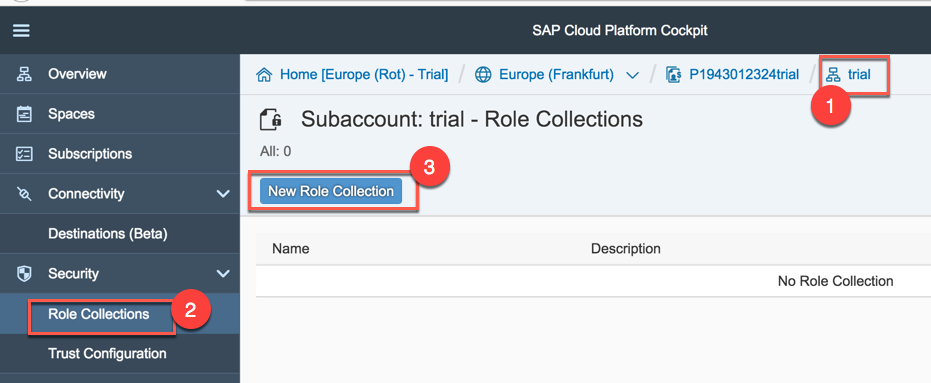 SAP Cloud Platform Cockpit
Overview
Spaces
Subscriptions
Connectivity
Destinations (Beta)
Security
Role Collections
2
Trust Configuration
Home [Europe (Rot) - Trial] / Europe (Frankfurt) / P1943012324trial / trial
1
Subaccount: trial - Role Collections
All: 0
3
New Role Collection
Name Description
No Role Collection